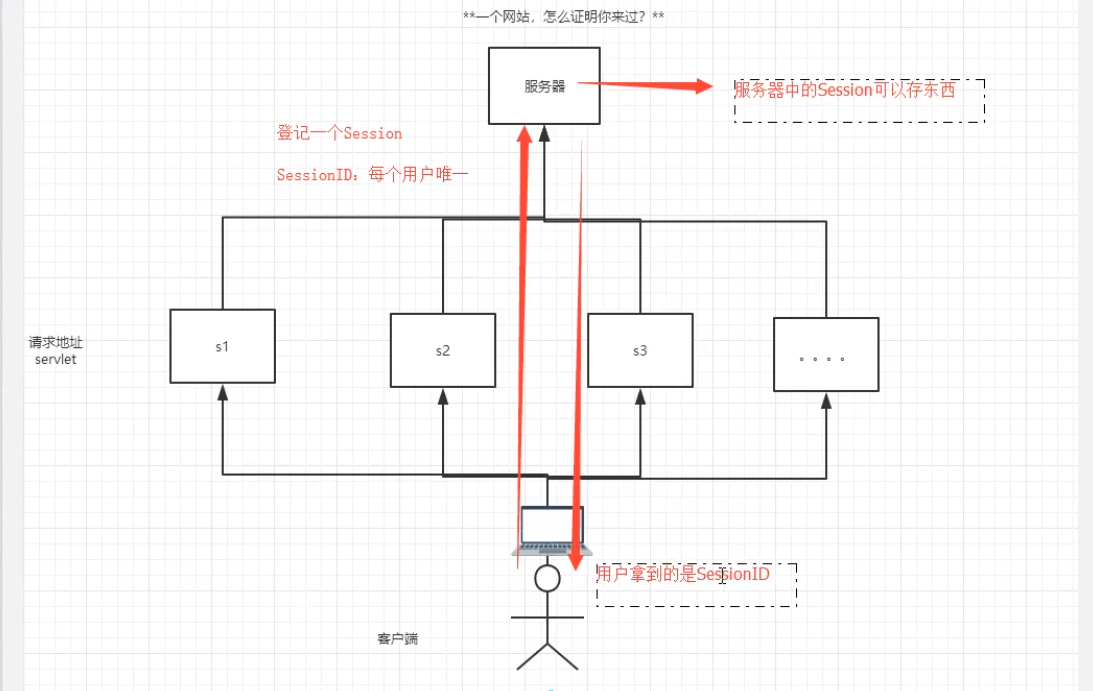 **一个网站，怎么证明你来过？**
服务器
服务器中的Session可以存东西
登记一个Session
SessionID：每个用户唯一
请求地址
servlet
s1
s2
s3
。。。。
用户拿到的是SessionID
客户端